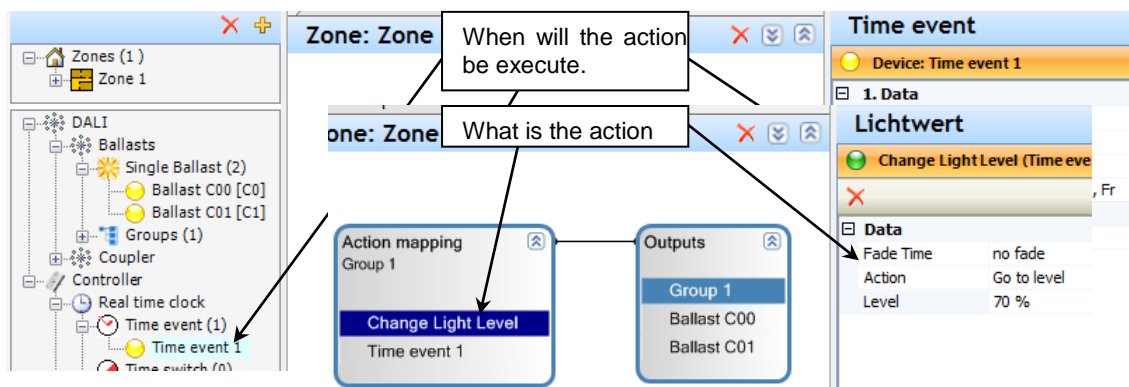 Zones (1 )
Zone 1
DALI
Ballasts
Single Ballast (2)
Ballast C00 [C0]
Ballast C01 [C1]
Groups (1)
Coupler
Controller
Real time clock
Time event (1)
Time event 1
Time switch (0)
Zone: Zone
When will the action
be execute.
one: Zone
What is the action
Action mapping
Group 1
Change Light Level
Time event 1
Outputs
Group 1
Ballast C00
Ballast C01
Time event
Device: Time event 1
1. Data
Lichtwert
Change Light Level (Time eve
, Fr
Data
Fade Time no fade
Action Go to level
Level 70 %